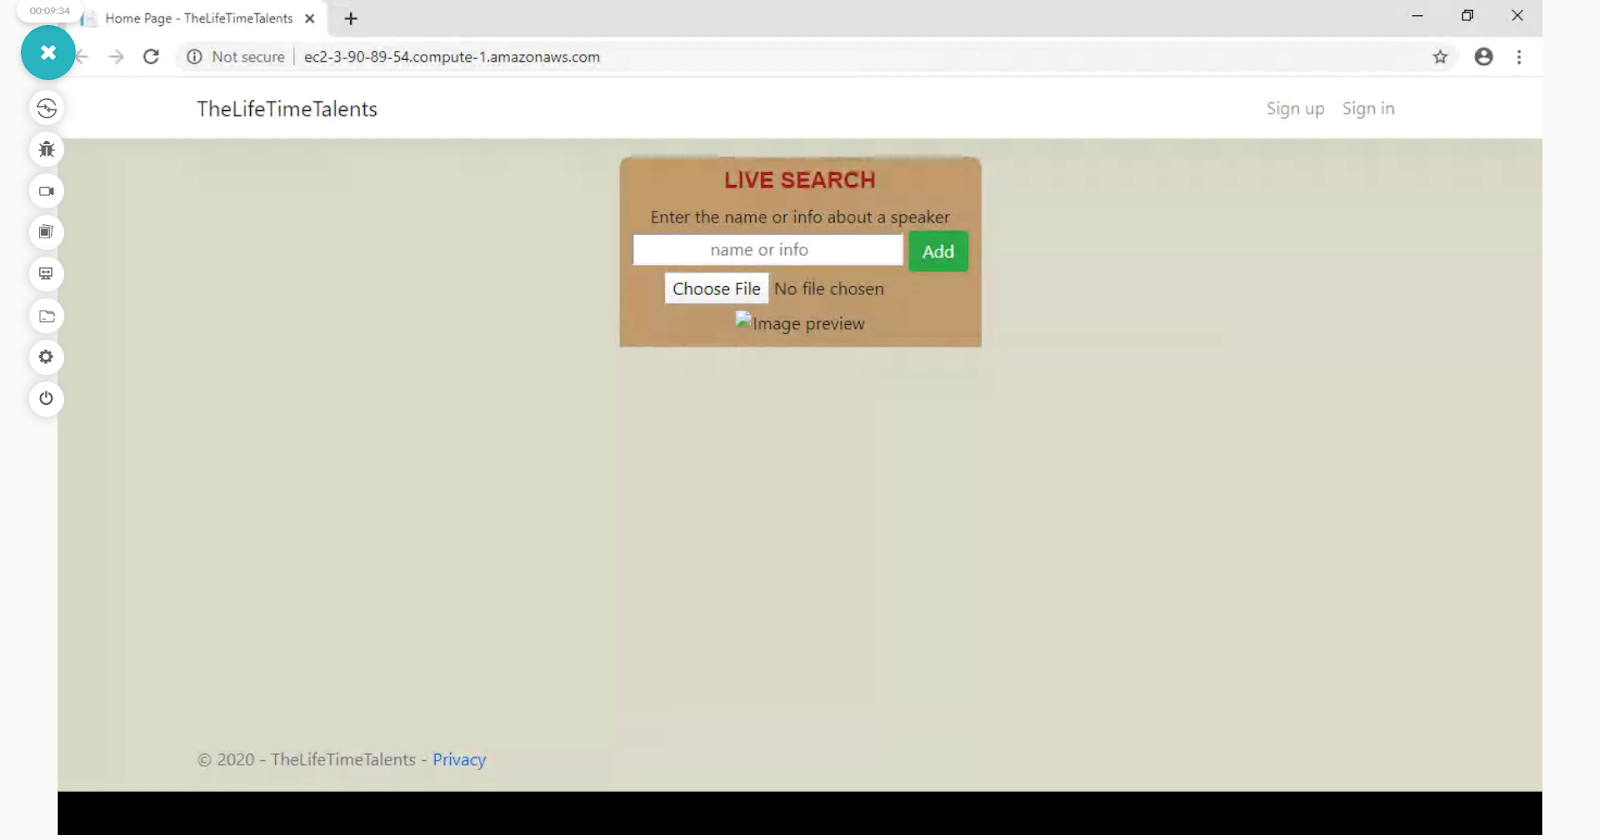 00:09:34
Home Page - TheLifeTimeTalents
Not secure
ec2-3-90-89-54.compute-1.amazonaws.com
TheLifeTimeTalents
Sign up
Sign in
LIVE SEARCH
Enter the name or info about a speaker
name or info
Add
Choose File No file chosen
Image preview
© 2020 - TheLifeTimeTalents - Privacy